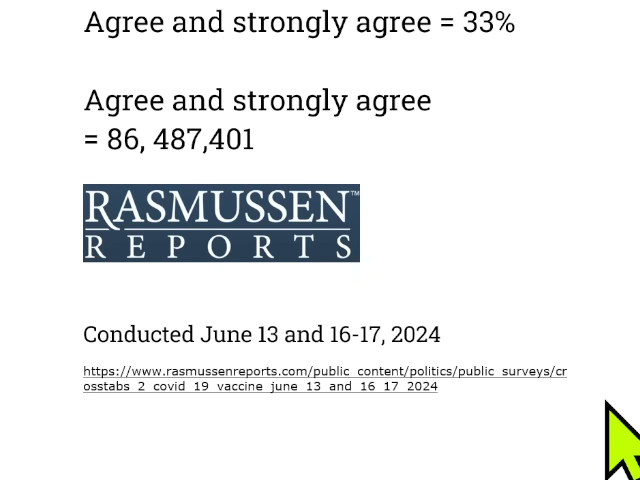 Agree and strongly agree = 33%
Agree and strongly agree
= 86, 487,401
RASMUSSEN™
REPORTS
Conducted June 13 and 16-17, 2024
https://www.rasmussenreports.com/public_content/politics/public_surveys/cr
osstabs_2_covid_19_vaccine_june_13_and_16_17_2024